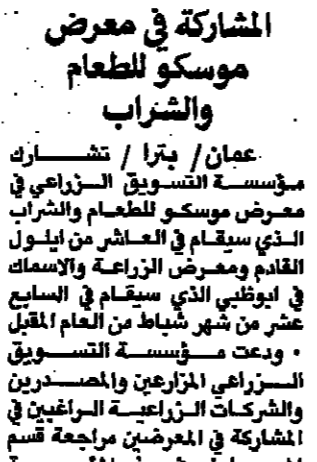 المشاركة في معرض
موسكو للطعام
والشراب
عمان / بترا / تشارك
مؤسسة التسويق الزراعي في
معرض موسكو للطعام والشراب
الذي سيقام في العاشر من ايلول
القادم ومعرض الزراعة والاسماك
في ابوظبي الذي سيقام في السابع
عشر من شهر شباط من العام المقبل
• ودعت مؤسسة التسويق
الزراعي المزارعين والمصدرين
والشركات الزراعية الراغبين في
المشاركة في المعرضين مراجعة قسم